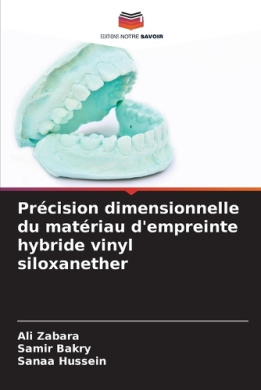 EDITIONS NOTRE SAVOIR
Précision dimensionnelle
du matériau d'empreinte
hybride vinyl
siloxanether
Ali Zabara
Samir Bakry
Sanaa Hussein